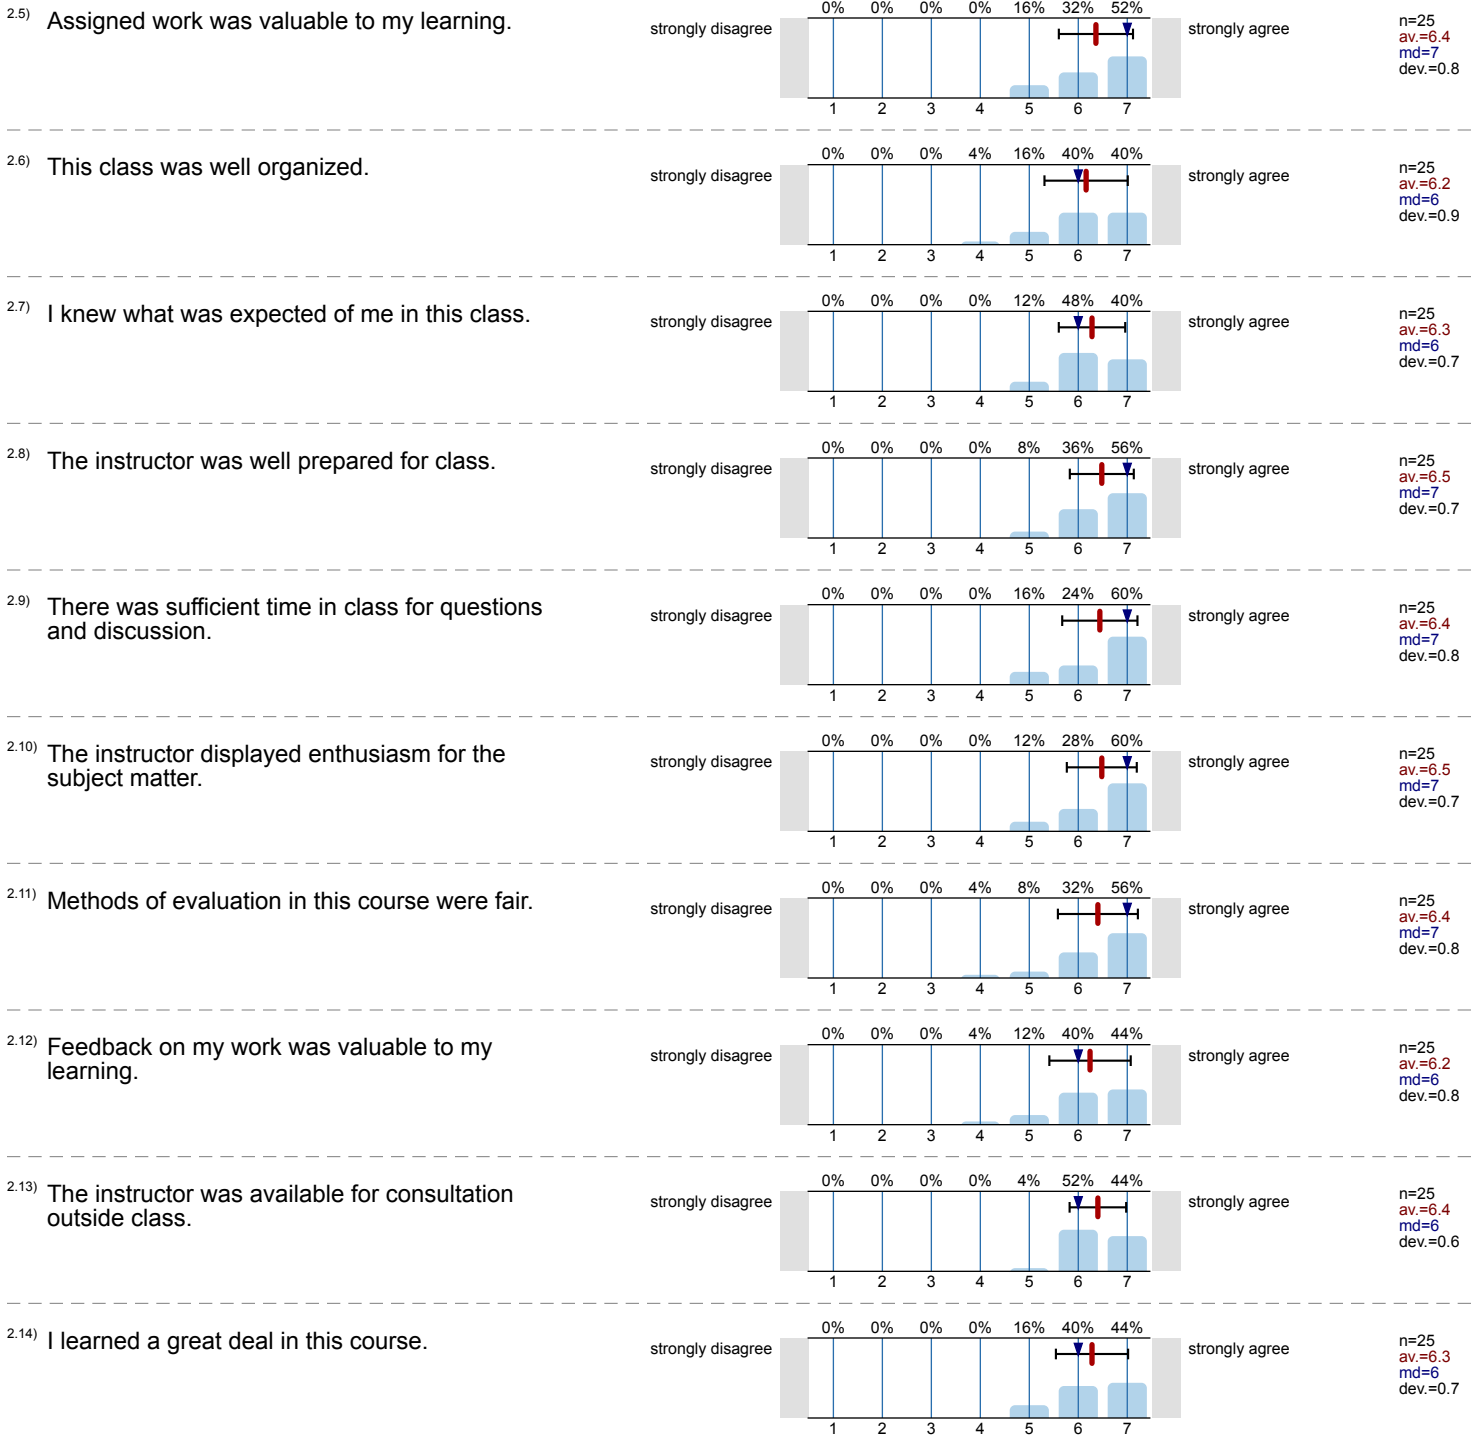 2.5) Assigned work was valuable to my learning.
strongly disagree
0% 0% 0% 0% 16% 32% 52%
1 2 3 4 5 6 7
strongly agree
n=25
av.=6.4
md=7
dev.=0.8
2.6) This class was well organized.
strongly disagree
0% 0% 0% 4% 16% 40% 40%
1 2 3 4 5 6 7
strongly agree
n=25
av.=6.2
md=6
dev.=0.9
2.7) I knew what was expected of me in this class.
strongly disagree
0% 0% 0% 0% 12% 48% 40%
1 2 3 4 5 6 7
strongly agree
n=25
av.=6.3
md=6
dev.=0.7
2.8) The instructor was well prepared for class.
strongly disagree
0% 0% 0% 0% 8% 36% 56%
1 2 3 4 5 6 7
strongly agree
n=25
av.=6.5
md=7
dev.=0.7
2.9) There was sufficient time in class for questions
and discussion.
strongly disagree
0% 0% 0% 0% 16% 24% 60%
1 2 3 4 5 6 7
strongly agree
n=25
av.=6.4
md=7
dev.=0.8
2.10) The instructor displayed enthusiasm for the
subject matter.
strongly disagree
0% 0% 0% 0% 12% 28% 60%
1 2 3 4 5 6 7
strongly agree
n=25
av.=6.5
md=7
dev.=0.7
2.11) Methods of evaluation in this course were fair.
strongly disagree
0% 0% 0% 4% 8% 32% 56%
1 2 3 4 5 6 7
strongly agree
n=25
av.=6.4
md=7
dev.=0.8
2.12) Feedback on my work was valuable to my
learning.
strongly disagree
0% 0% 0% 4% 12% 40% 44%
1 2 3 4 5 6 7
strongly agree
n=25
av.=6.2
md=6
dev.=0.8
2.13) The instructor was available for consultation
outside class.
strongly disagree
0% 0% 0% 0% 4% 52% 44%
1 2 3 4 5 6 7
strongly agree
n=25
av.=6.4
md=6
dev.=0.6
2.14) I learned a great deal in this course.
strongly disagree
0% 0% 0% 0% 16% 40% 44%
1 2 3 4 5 6 7
strongly agree
n=25
av.=6.3
md=6
dev.=0.7